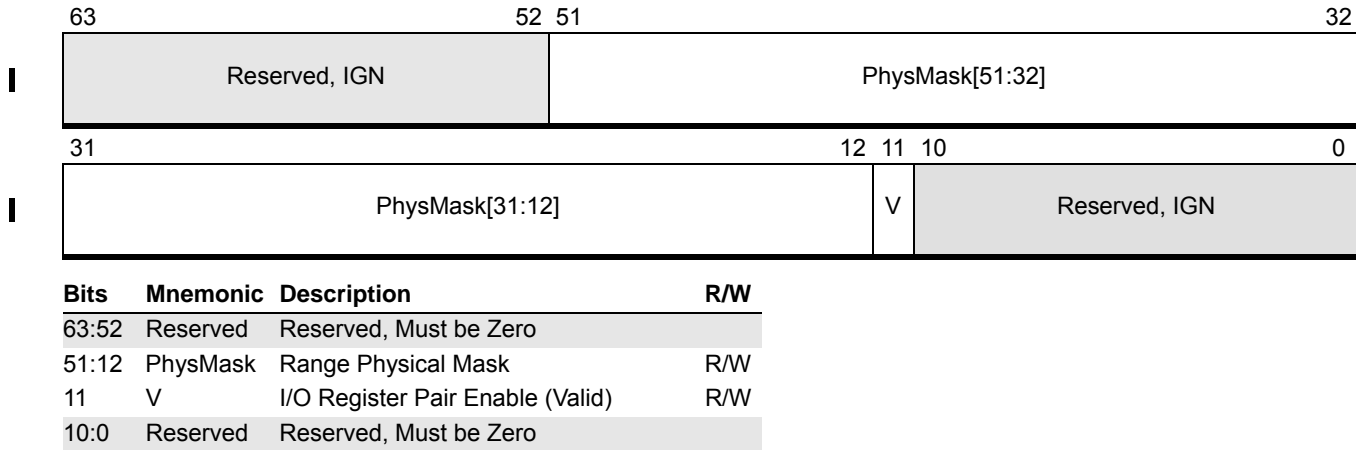 63 52 51 32
Reserved, IGN PhysMask[51:32]
31 12 11 10 0
PhysMask[31:12] V Reserved, IGN
Bits Mnemonic Description R/W
63:52 Reserved Reserved, Must be Zero
51:12 PhysMask Range Physical Mask R/W
11 V I/O Register Pair Enable (Valid) R/W
10:0 Reserved Reserved, Must be Zero